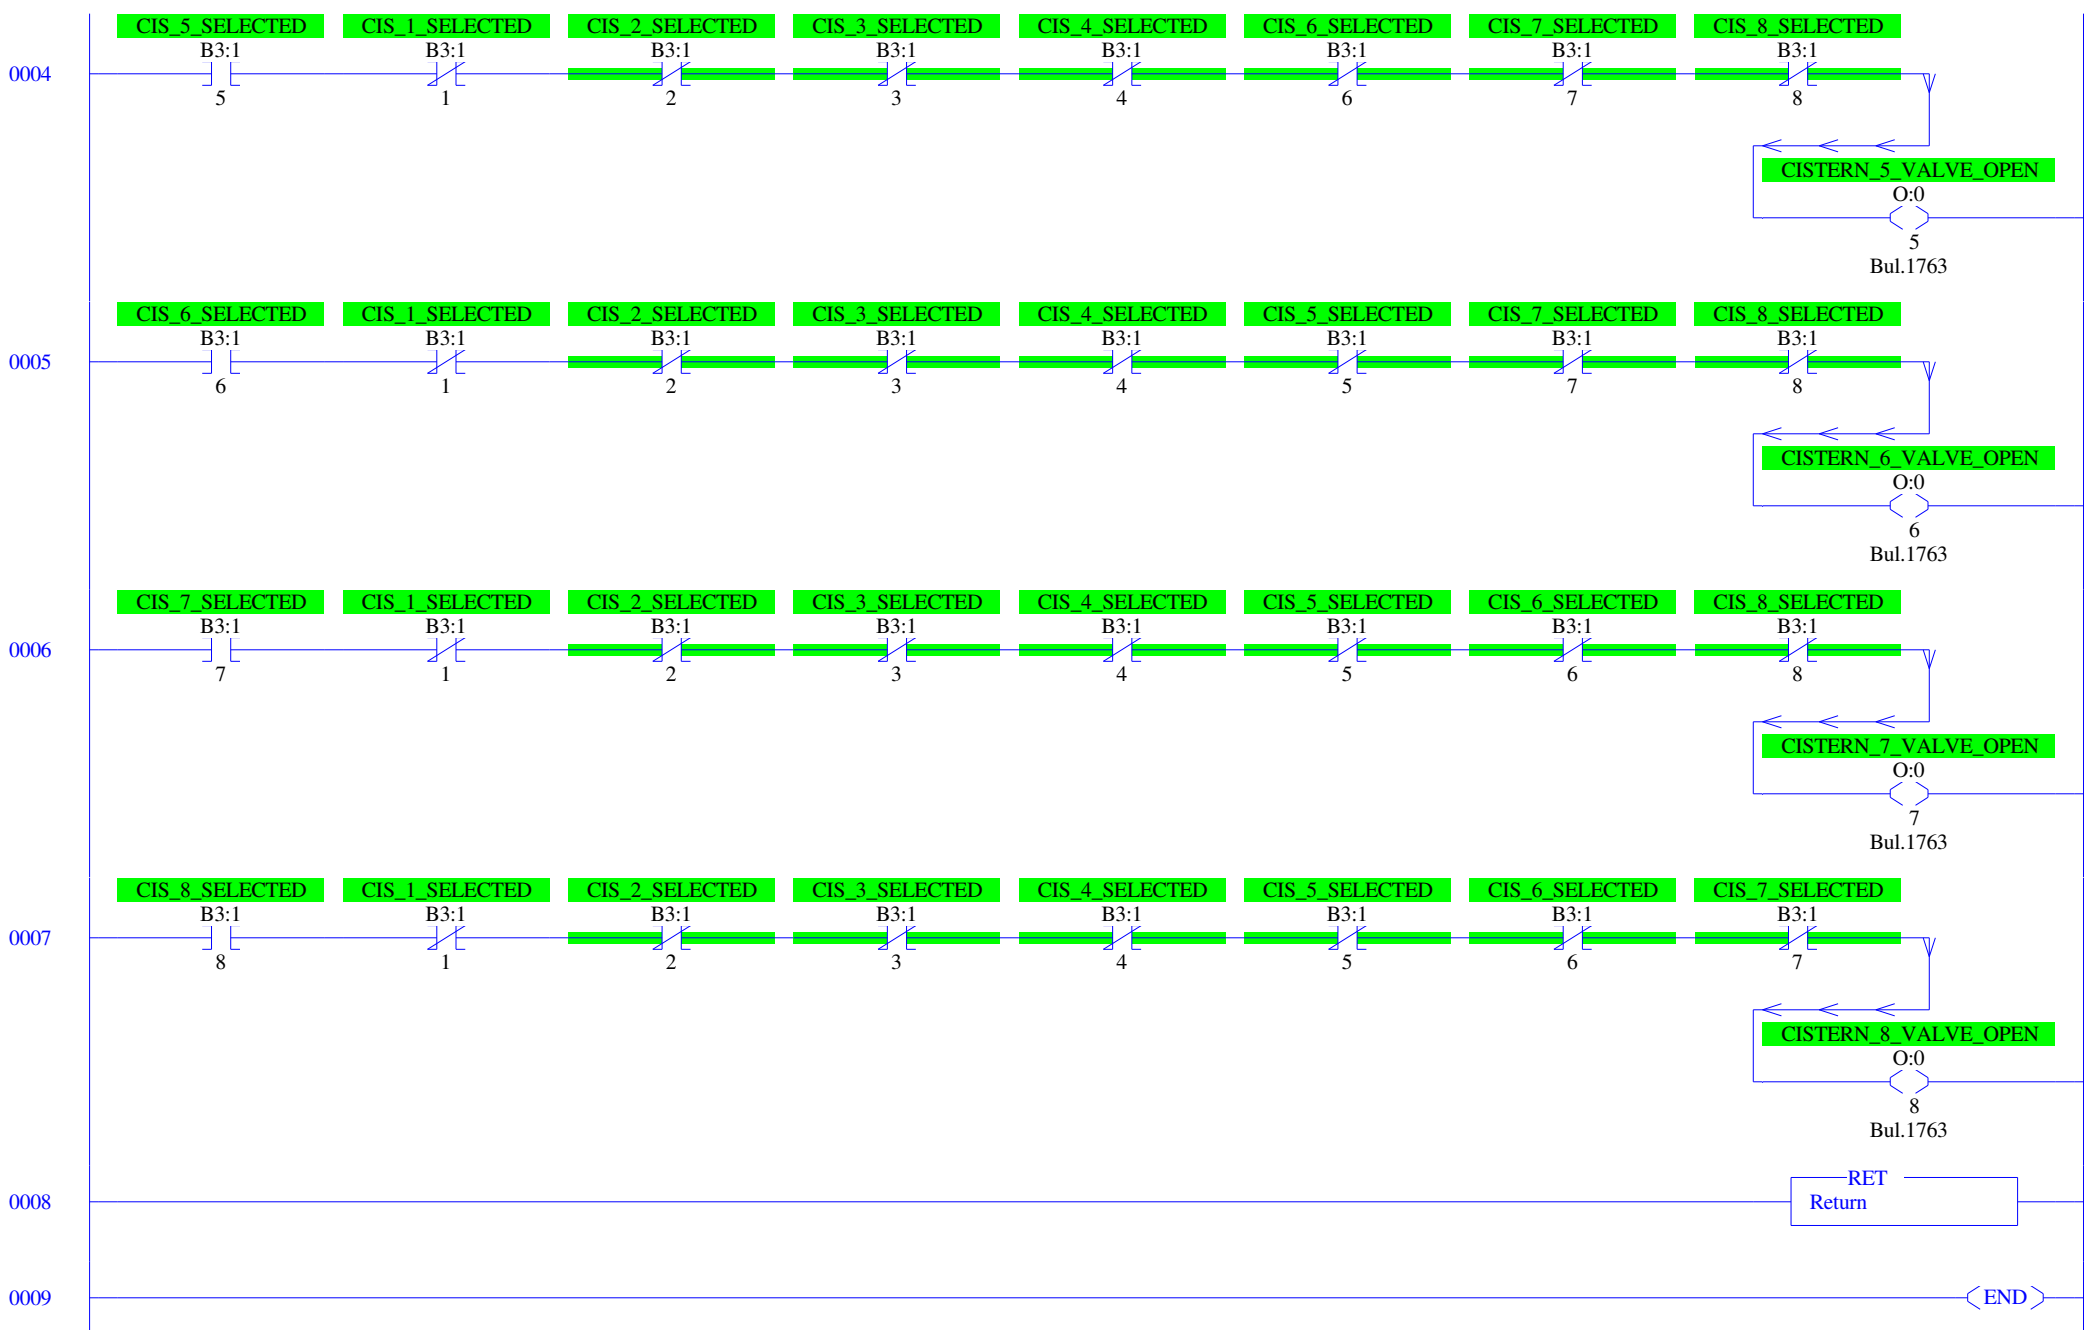 CIS_5_SELECTED CIS_1_SELECTED CIS_2_SELECTED CIS_3_SELECTED CIS_4_SELECTED CIS_6_SELECTED CIS_7_SELECTED CIS_8_SELECTED
B3:1 B3:1 B3:1 B3:1 B3:1 B3:1 B3:1 B3:1
0004
5 1 2 3 4 6 7 8
CISTERN_5_VALVE_OPEN
O:0
5
Bul.1763
CIS_6_SELECTED CIS_1_SELECTED CIS_2_SELECTED CIS_3_SELECTED CIS_4_SELECTED CIS_5_SELECTED CIS_7_SELECTED CIS_8_SELECTED
B3:1 B3:1 B3:1 B3:1 B3:1 B3:1 B3:1 B3:1
0005
6 1 2 3 4 5 7 8
CISTERN_6_VALVE_OPEN
O:0
6
Bul.1763
CIS_7_SELECTED CIS_1_SELECTED CIS_2_SELECTED CIS_3_SELECTED CIS_4_SELECTED CIS_5_SELECTED CIS_6_SELECTED CIS_8_SELECTED
B3:1 B3:1 B3:1 B3:1 B3:1 B3:1 B3:1 B3:1
0006
7 1 2 3 4 5 6 8
CISTERN_7_VALVE_OPEN
O:0
7
Bul.1763
CIS_8_SELECTED CIS_1_SELECTED CIS_2_SELECTED CIS_3_SELECTED CIS_4_SELECTED CIS_5_SELECTED CIS_6_SELECTED CIS_7_SELECTED
B3:1 B3:1 B3:1 B3:1 B3:1 B3:1 B3:1 B3:1
0007
8 1 2 3 4 5 6 7
CISTERN_8_VALVE_OPEN
O:0
8
Bul.1763
RET
0008 Return
0009 END